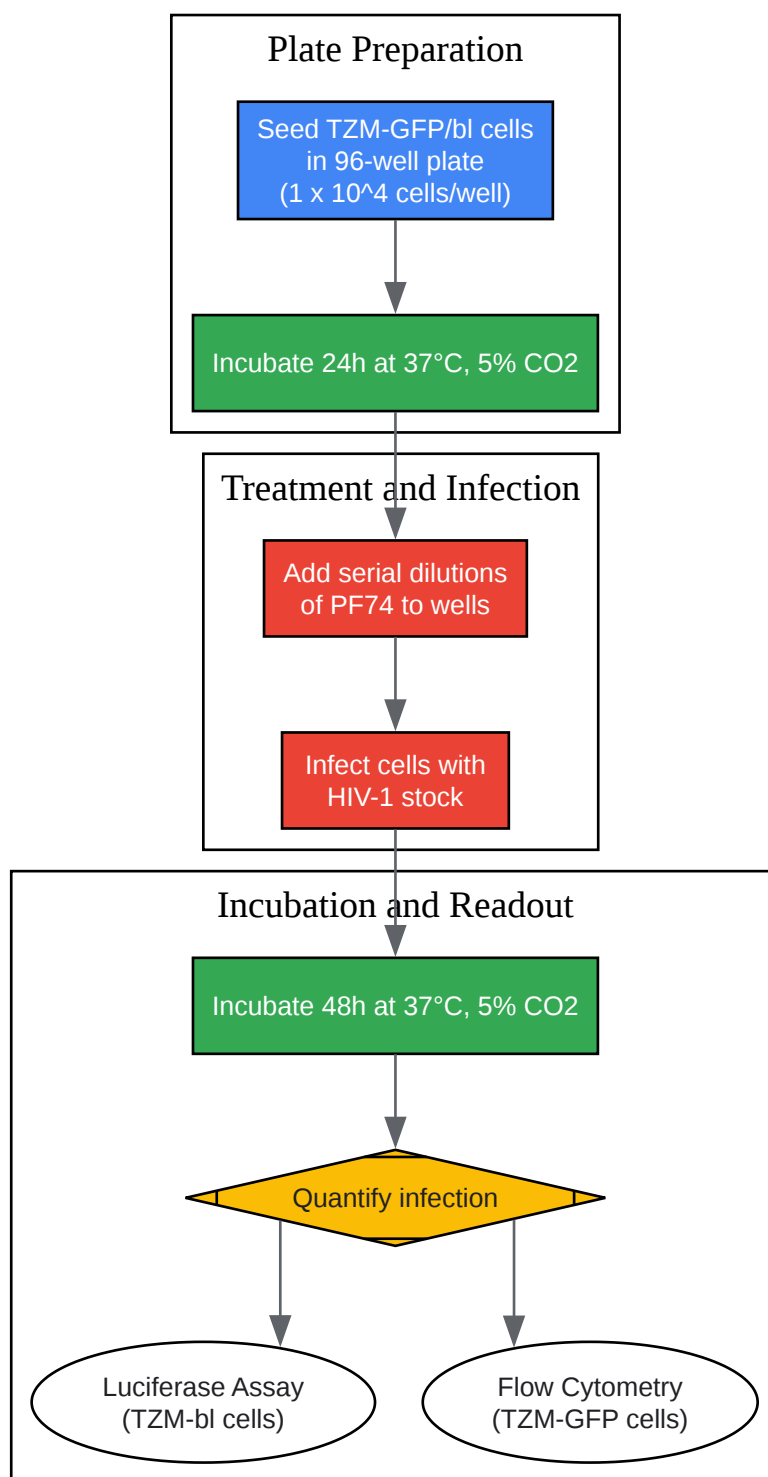 Plate Preparation
Seed TZM-GFP/bl cells
in 96-well plate
(1 x 10^4 cells/well)
Incubate 24h at 37°C, 5% CO2
Treatment and Infection
Add serial dilutions
of PF74 to wells
Infect cells with
HIV-1 stock
Incubation and Readout
Incubate 48h at 37°C, 5% CO2
Quantify infection
Luciferase Assay
(TZM-bl cells)
Flow Cytometry
(TZM-GFP cells)